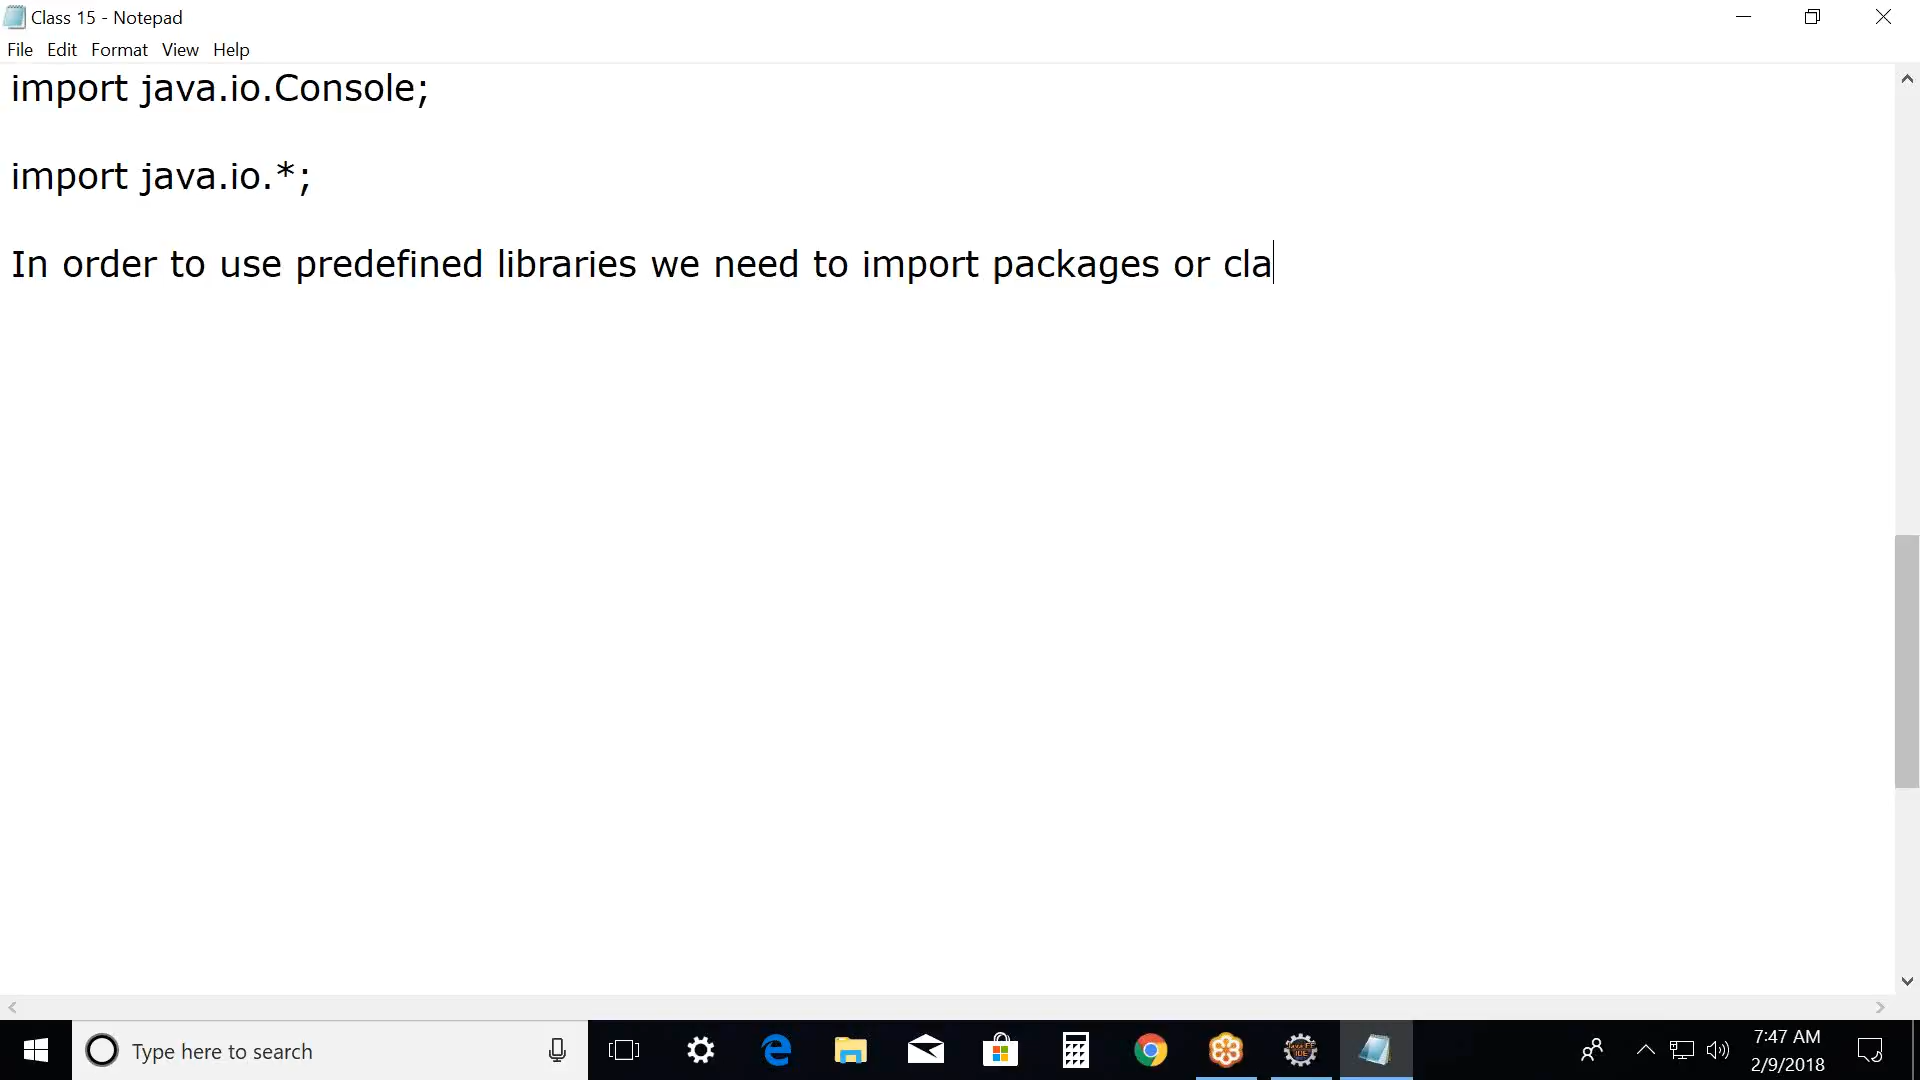 Class 15 - Notepad
File Edit Format View Help
import java.io.Console;
import java.io.*;
In order to use predefined libraries we need to import packages or cla
Type here to search
7:47 AM
2/9/2018